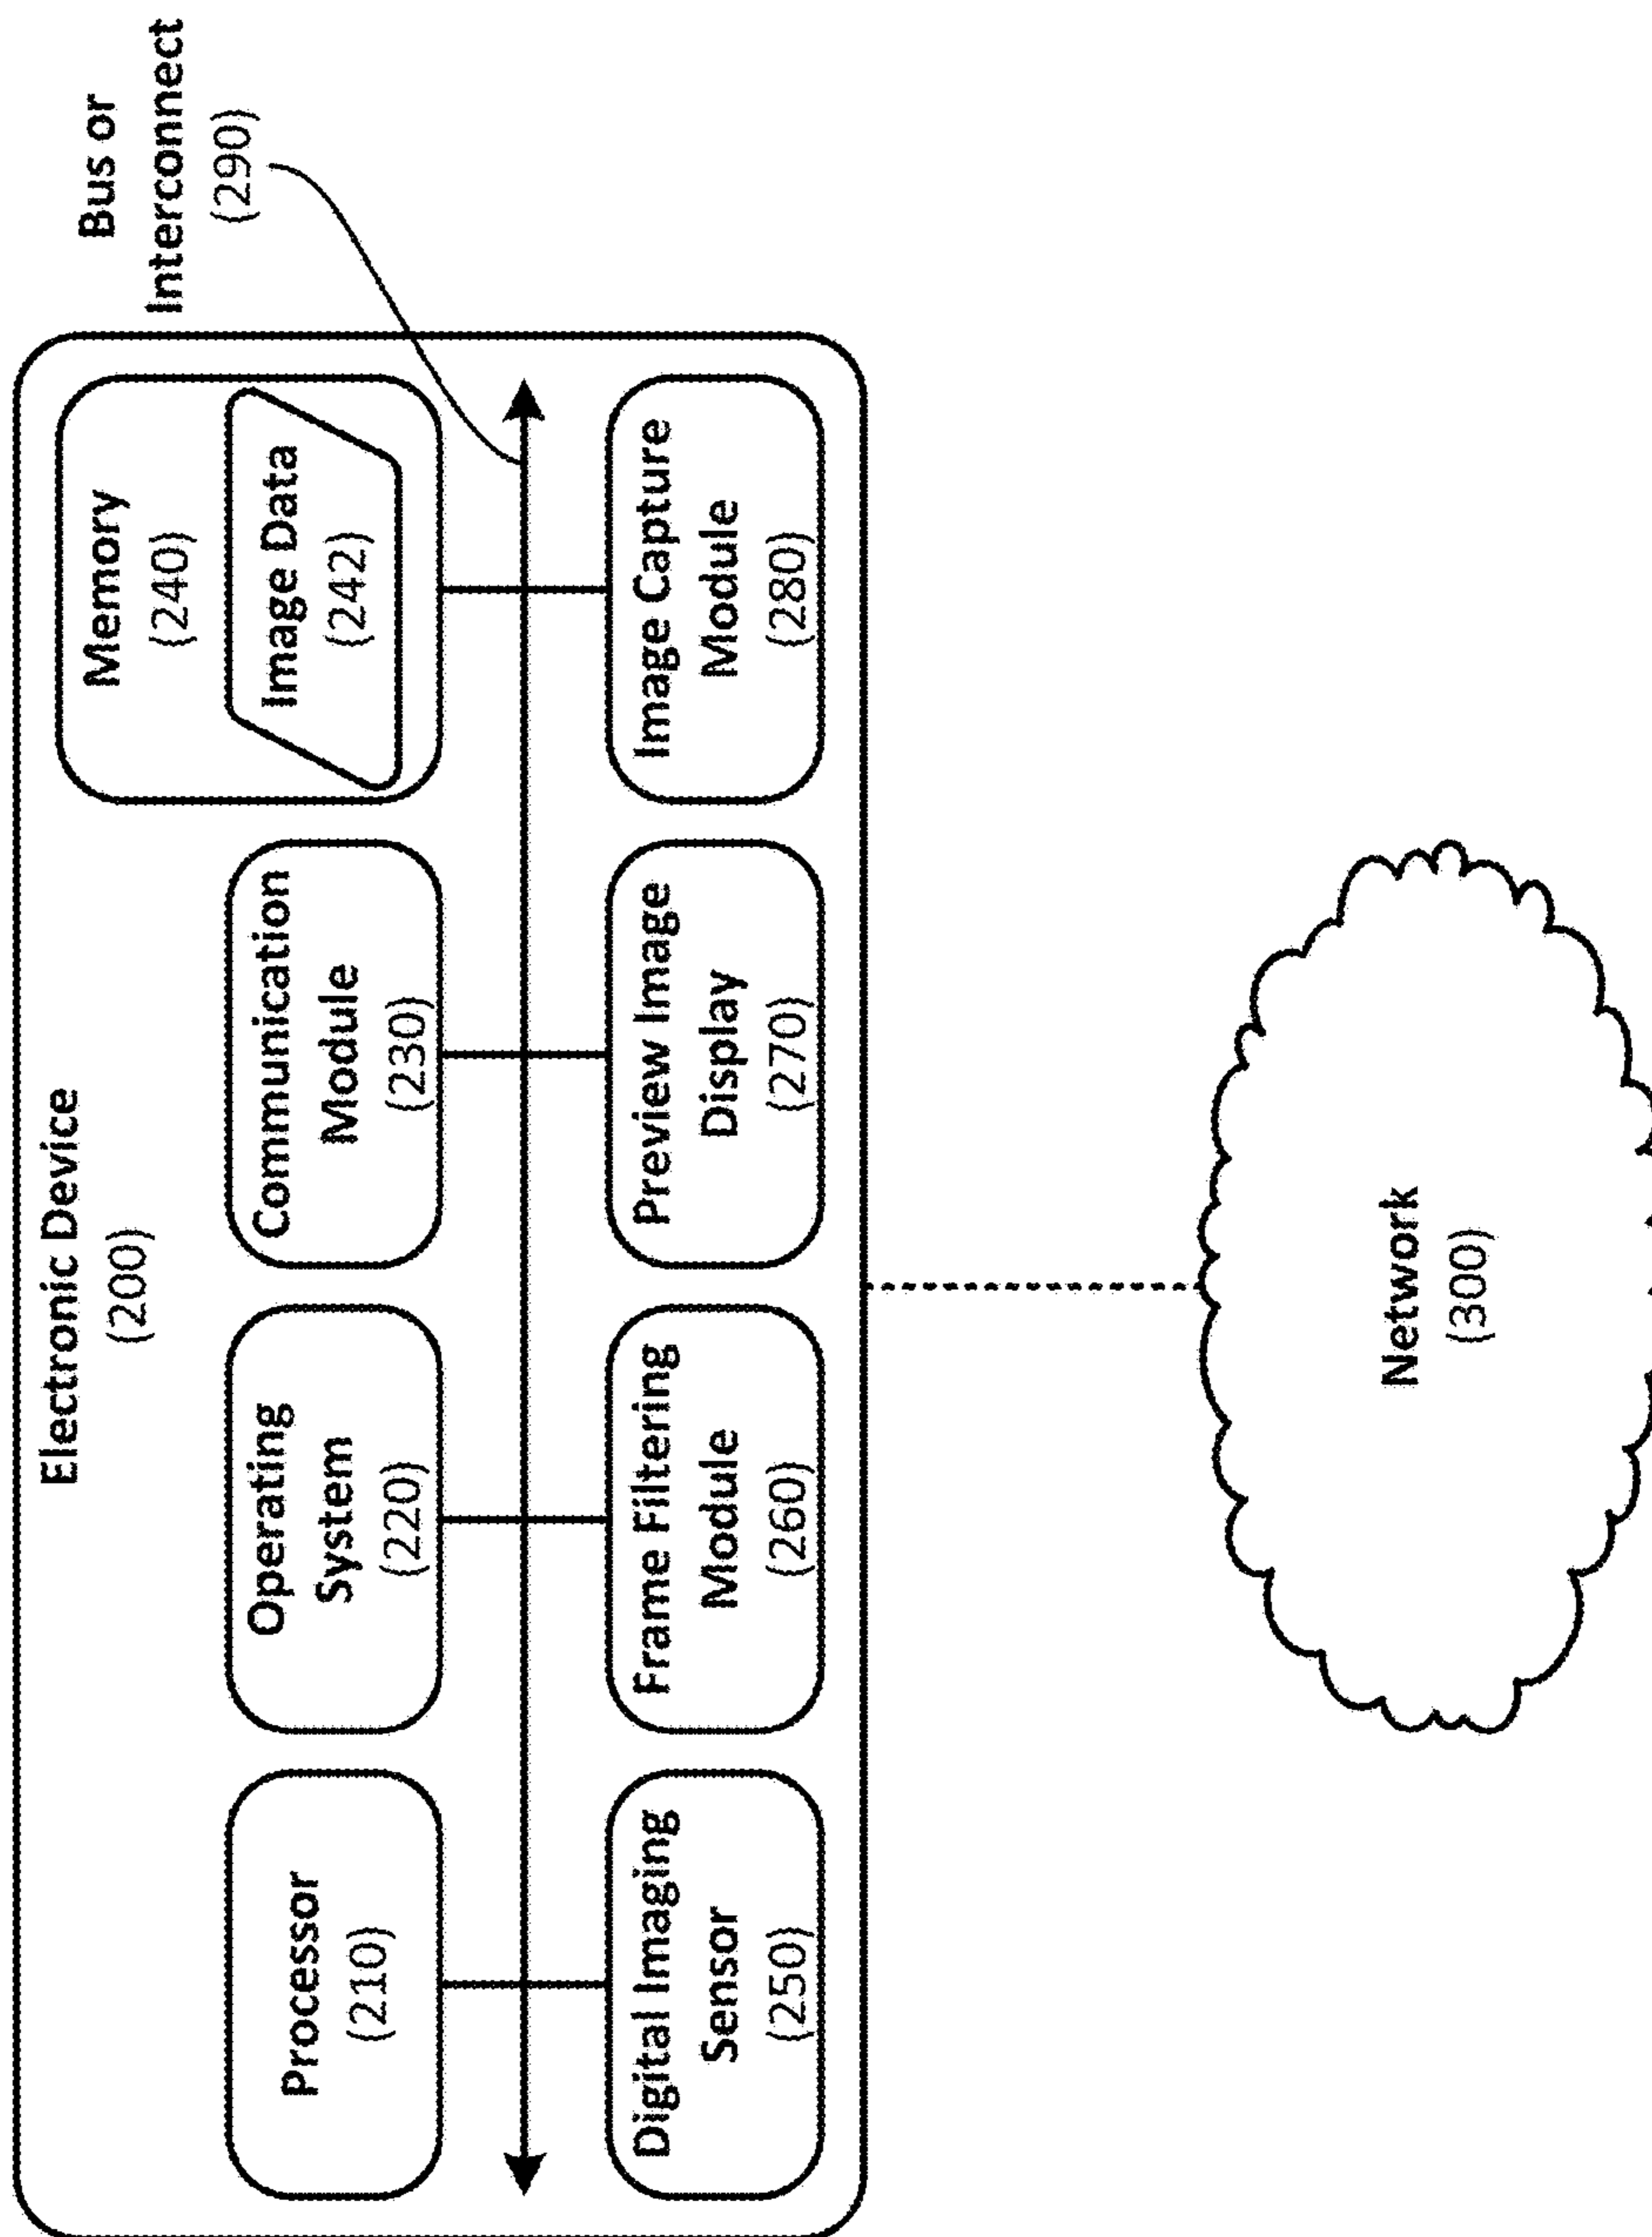 Electronic Device
(200)
Bus or
Interconnect
(290)
Processor
(210)
Operating
System
(220)
Communication
Module
(230)
Memory
(240)
Image Data
(242)
Digital Imaging
Sensor
(250)
Frame Filtering
Module
(260)
Preview Image
Display
(270)
Image Capture
Module
(280)
Network
(300)